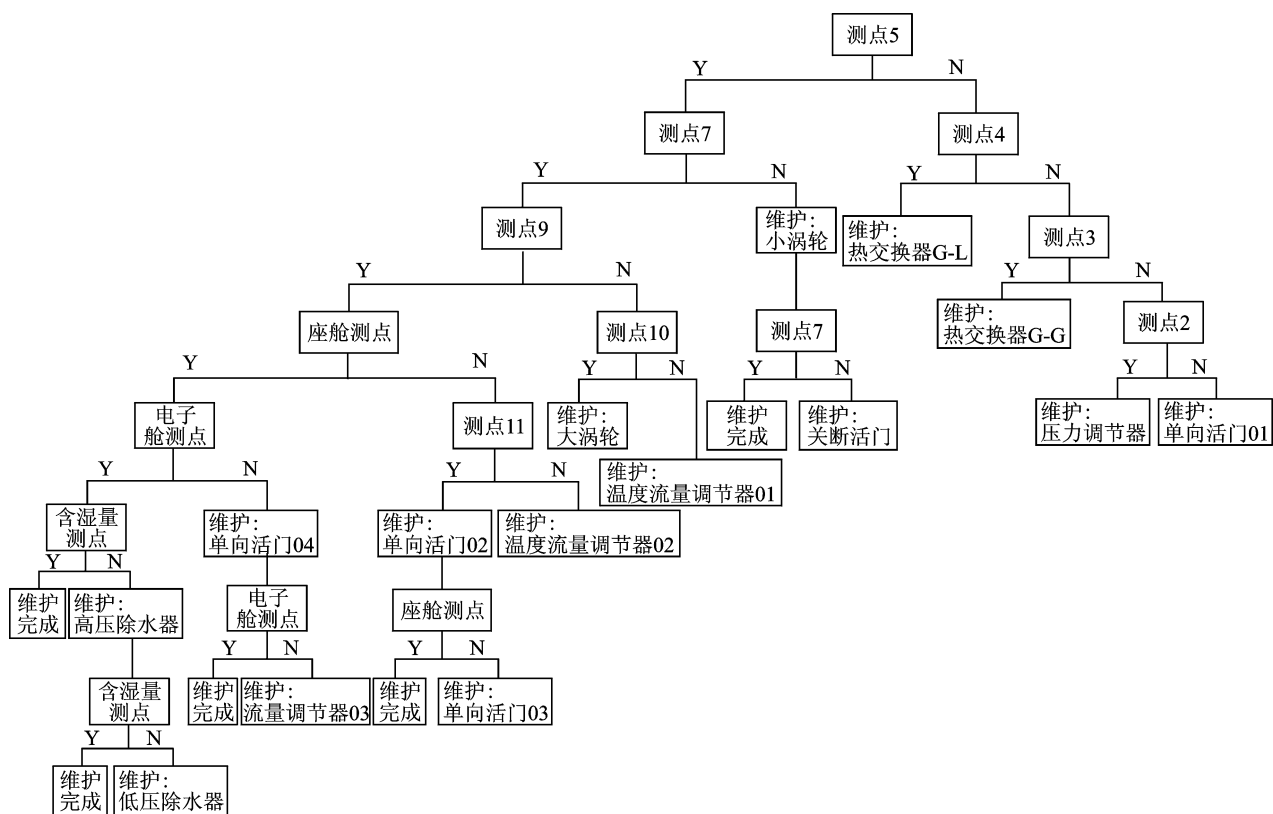 测点5
Y
N
测点7
测点4
Y
N
Y
N
测点9
维护:
小涡轮
维护:
热交换器G-L
测点3
Y
N
Y
N
座舱测点
测点10
测点7
维护:
热交换器G-G
测点2
Y
N
Y
N
Y
N
Y
N
电子
舱测点
测点11
维护:
大涡轮
维护
完成
维护:
关断活门
维护:
压力调节器
维护:
单向活门01
Y
N
Y
N
维护:
温度流量调节器01
含湿量
测点
维护:
单向活门04
维护:
单向活门02
维护:
温度流量调节器02
Y
N
维护
完成
维护:
高压除水器
电子
舱测点
座舱测点
Y
N
Y
N
含湿量
测点
维护
完成
维护:
流量调节器03
维护
完成
维护:
单向活门03
Y
N
维护
完成
维护:
低压除水器